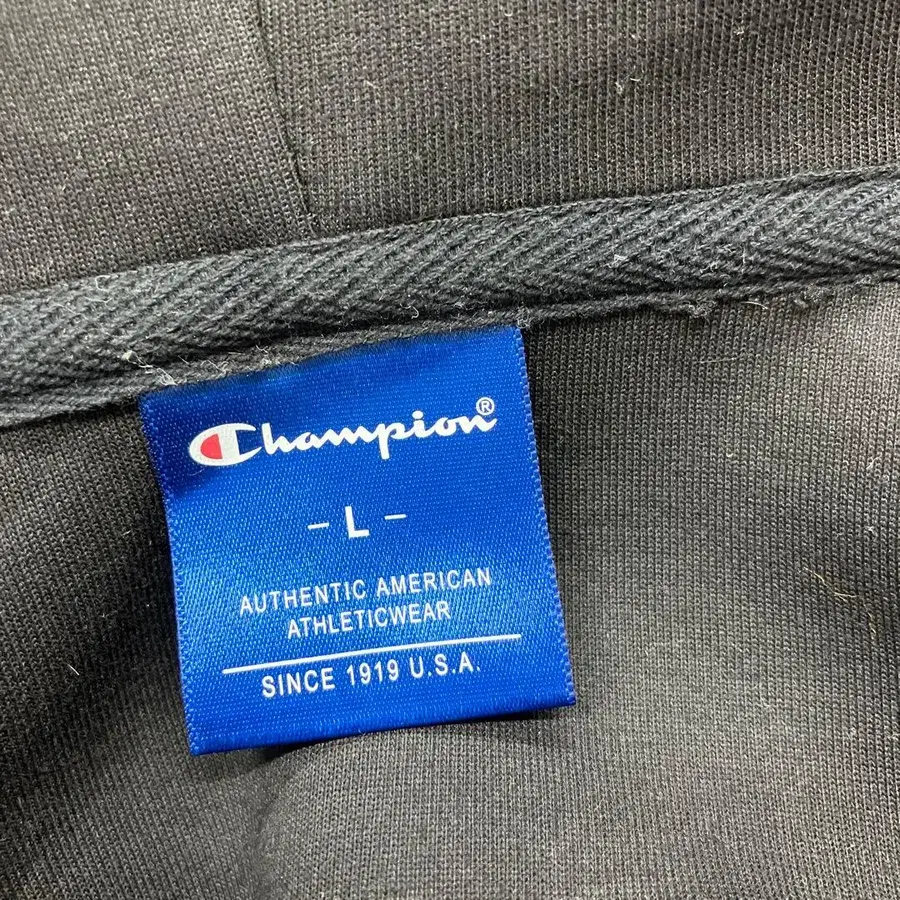 Champion®
- L -
AUTHENTIC AMERICAN
ATHLETICWEAR
SINCE 1919 U.S.A.